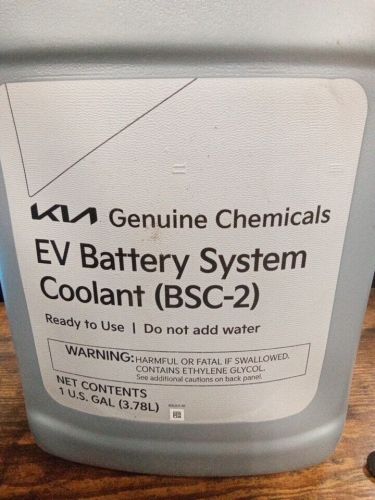 KIA Genuine Chemicals
EV Battery System
Coolant (BSC-2)
Ready to Use | Do not add water
WARNING: HARMFUL OR FATAL IF SWALLOWED.
CONTAINS ETHYLENE GLYCOL.
See additional cautions on back panel.
NET CONTENTS
1 U.S. GAL (3.78L)